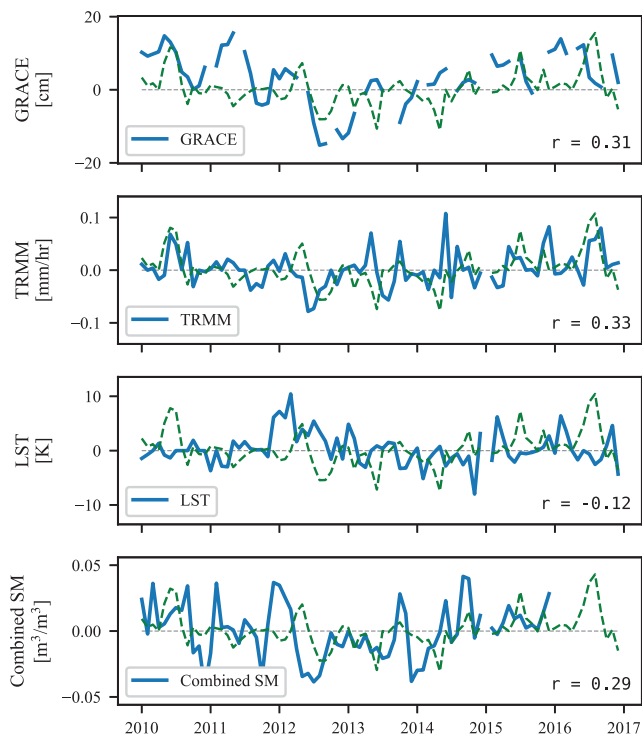 20
0
−20
GRACE
[cm]
GRACE
r = 0.31
0.1
0.0
−0.1
TRMM
[mm/hr]
TRMM
r = 0.33
10
0
−10
LST
[K]
LST
r = -0.12
0.05
0.00
−0.05
Combined SM
[m³/m³]
Combined SM
r = 0.29
2010 2011 2012 2013 2014 2015 2016 2017